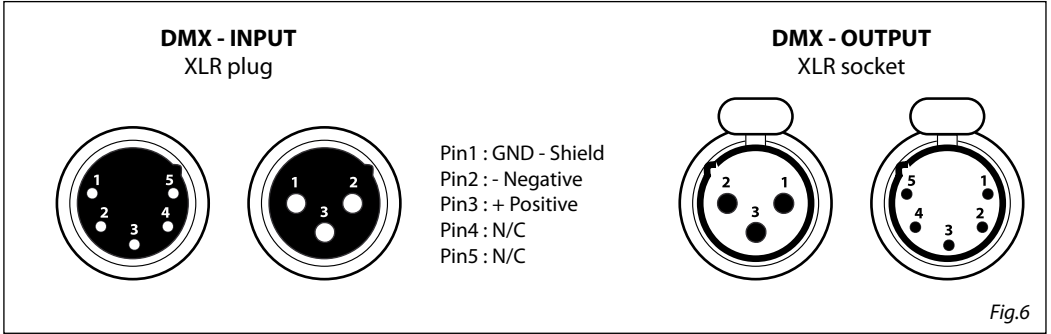 DMX - INPUT
XLR plug
1 5
2 4
3
1 2
3
Pin1 : GND - Shield
Pin2 : - Negative
Pin3 : + Positive
Pin4 : N/C
Pin5 : N/C
DMX - OUTPUT
XLR socket
2 1
3
5 1
4 2
3
Fig.6